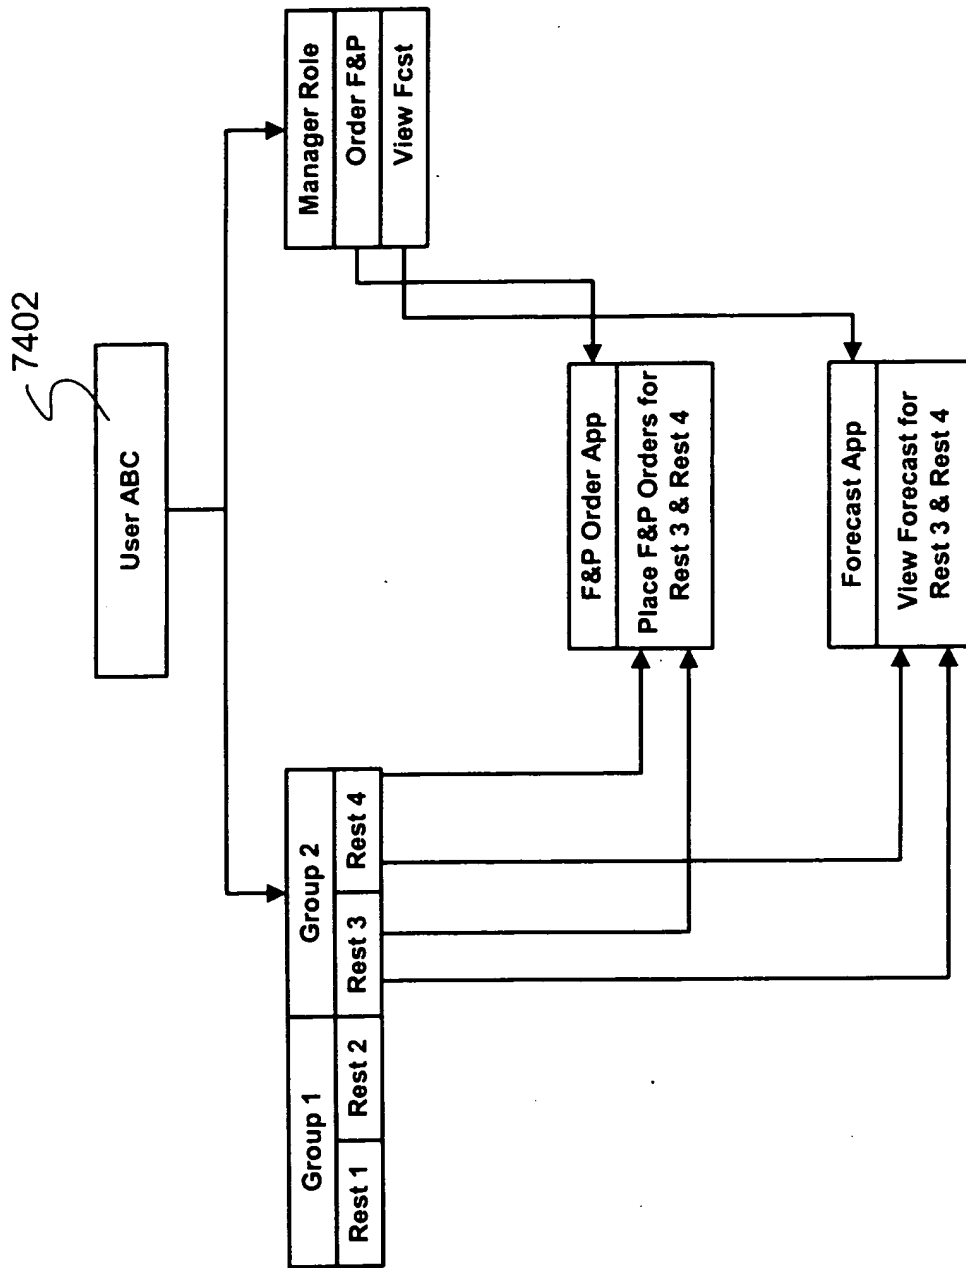 7402
User ABC
Group 1
Group 2
Rest 1
Rest 2
Rest 3
Rest 4
Manager Role
Order F&P
View Fcst
F&P Order App
Place F&P Orders for
Rest 3 & Rest 4
Forecast App
View Forecast for
Rest 3 & Rest 4